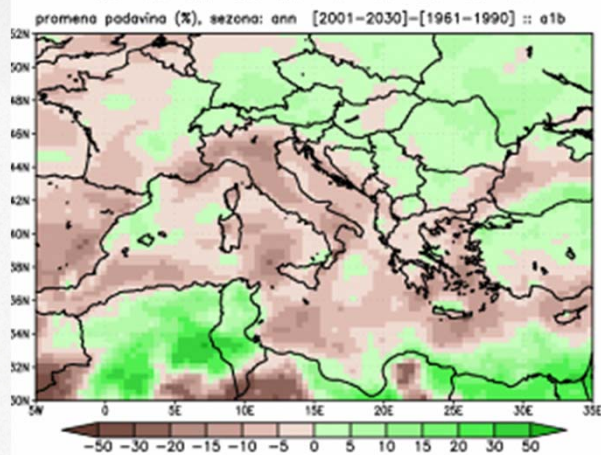 promena padavina (%), sezona: ann [2001-2030]-[1961-1990] :: a1b
52N
50N
48N
46N
44N
42N
40N
38N
36N
34N
32N
30N
5W 0 5E 10E 15E 20E 25E 30E 35E
-50 -30 -20 -15 -10 -5 0 5 10 15 20 30 50